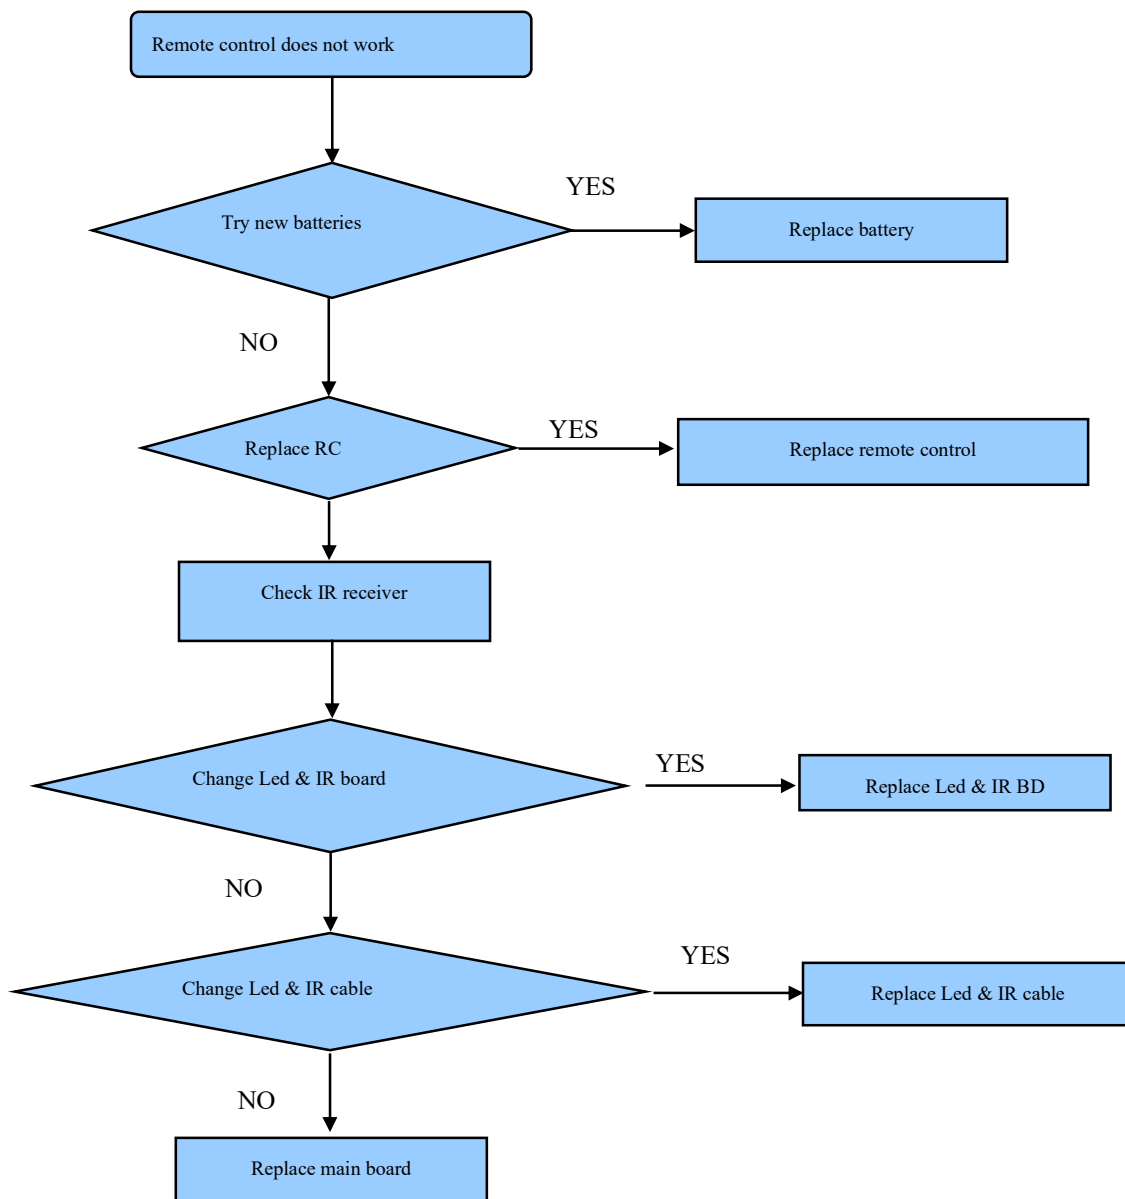 Remote control does not work
YES
Try new batteries
Replace battery
NO
YES
Replace RC
Replace remote control
Check IR receiver
YES
Change Led & IR board
Replace Led & IR BD
NO
YES
Change Led & IR cable
Replace Led & IR cable
NO
Replace main board